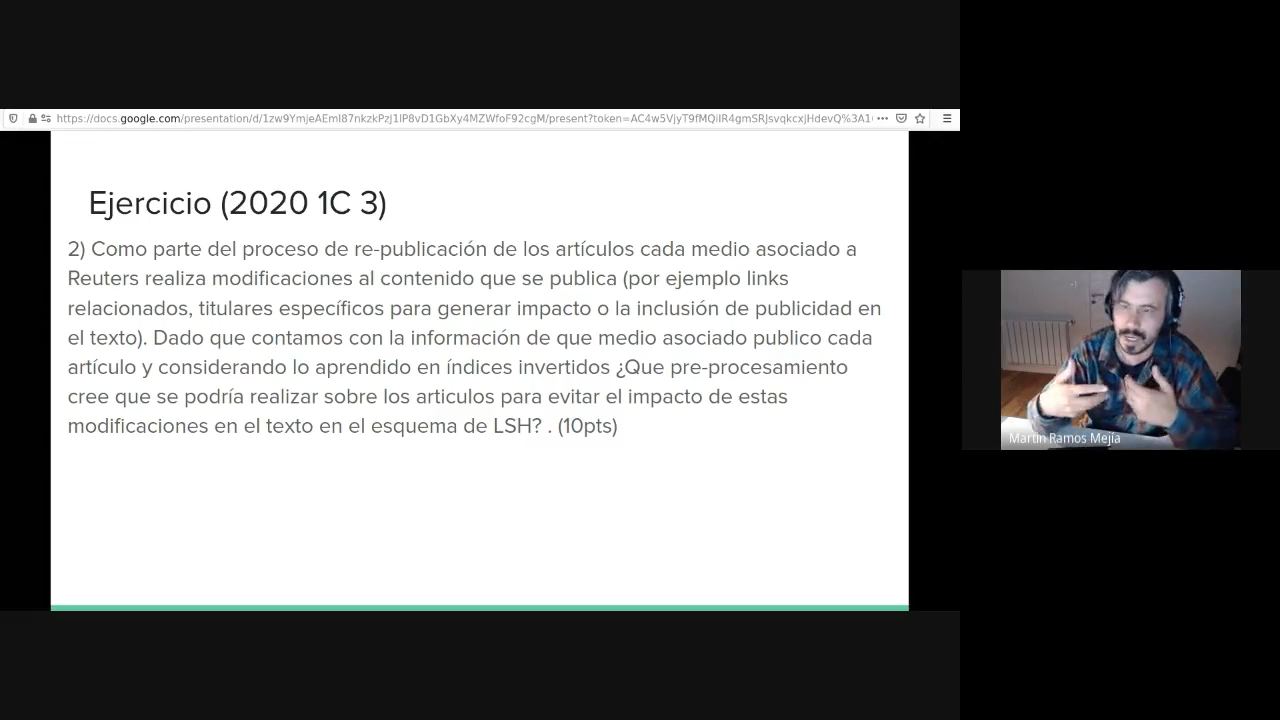 https://docs.google.com/presentation/d/1zw9YmjeAEmI87nkzkPzJ1IP8vD1GbXy4MZWfoF92cgM/present?token=AC4w5VjyT9fMQiIR4gmSRJsvqkcxJHdevQ%3A1
Ejercicio (2020 1C 3)
2) Como parte del proceso de re-publicación de los artículos cada medio asociado a
Reuters realiza modificaciones al contenido que se publica (por ejemplo links
relacionados, titulares específicos para generar impacto o la inclusión de publicidad en
el texto). Dado que contamos con la información de que medio asociado publico cada
artículo y considerando lo aprendido en índices invertidos ¿Que pre-procesamiento
cree que se podría realizar sobre los articulos para evitar el impacto de estas
modificaciones en el texto en el esquema de LSH? . (10pts)
Martín Ramos Mejía